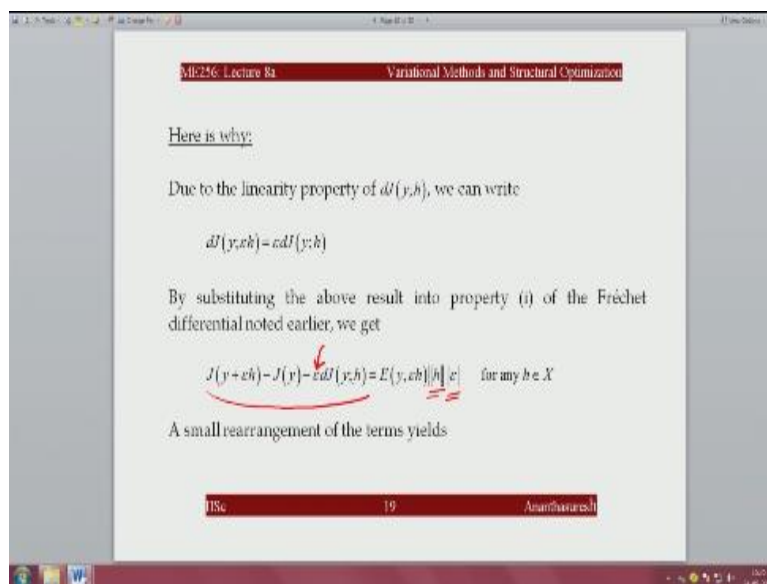 ME256: Lecture 8a Variational Methods and Structural Optimization
Here is why:
Due to the linearity property of dJ(y,h), we can write
dJ(y;εh)=εdJ(y;h)
By substituting the above result into property (i) of the Fréchet
differential noted earlier, we get
J(y+εh)−J(y)−εdJ(y;h)=E(y,εh)‖h‖|ε| for any h∈X
A small rearrangement of the terms yields
IISc 19 Ananthasuresh